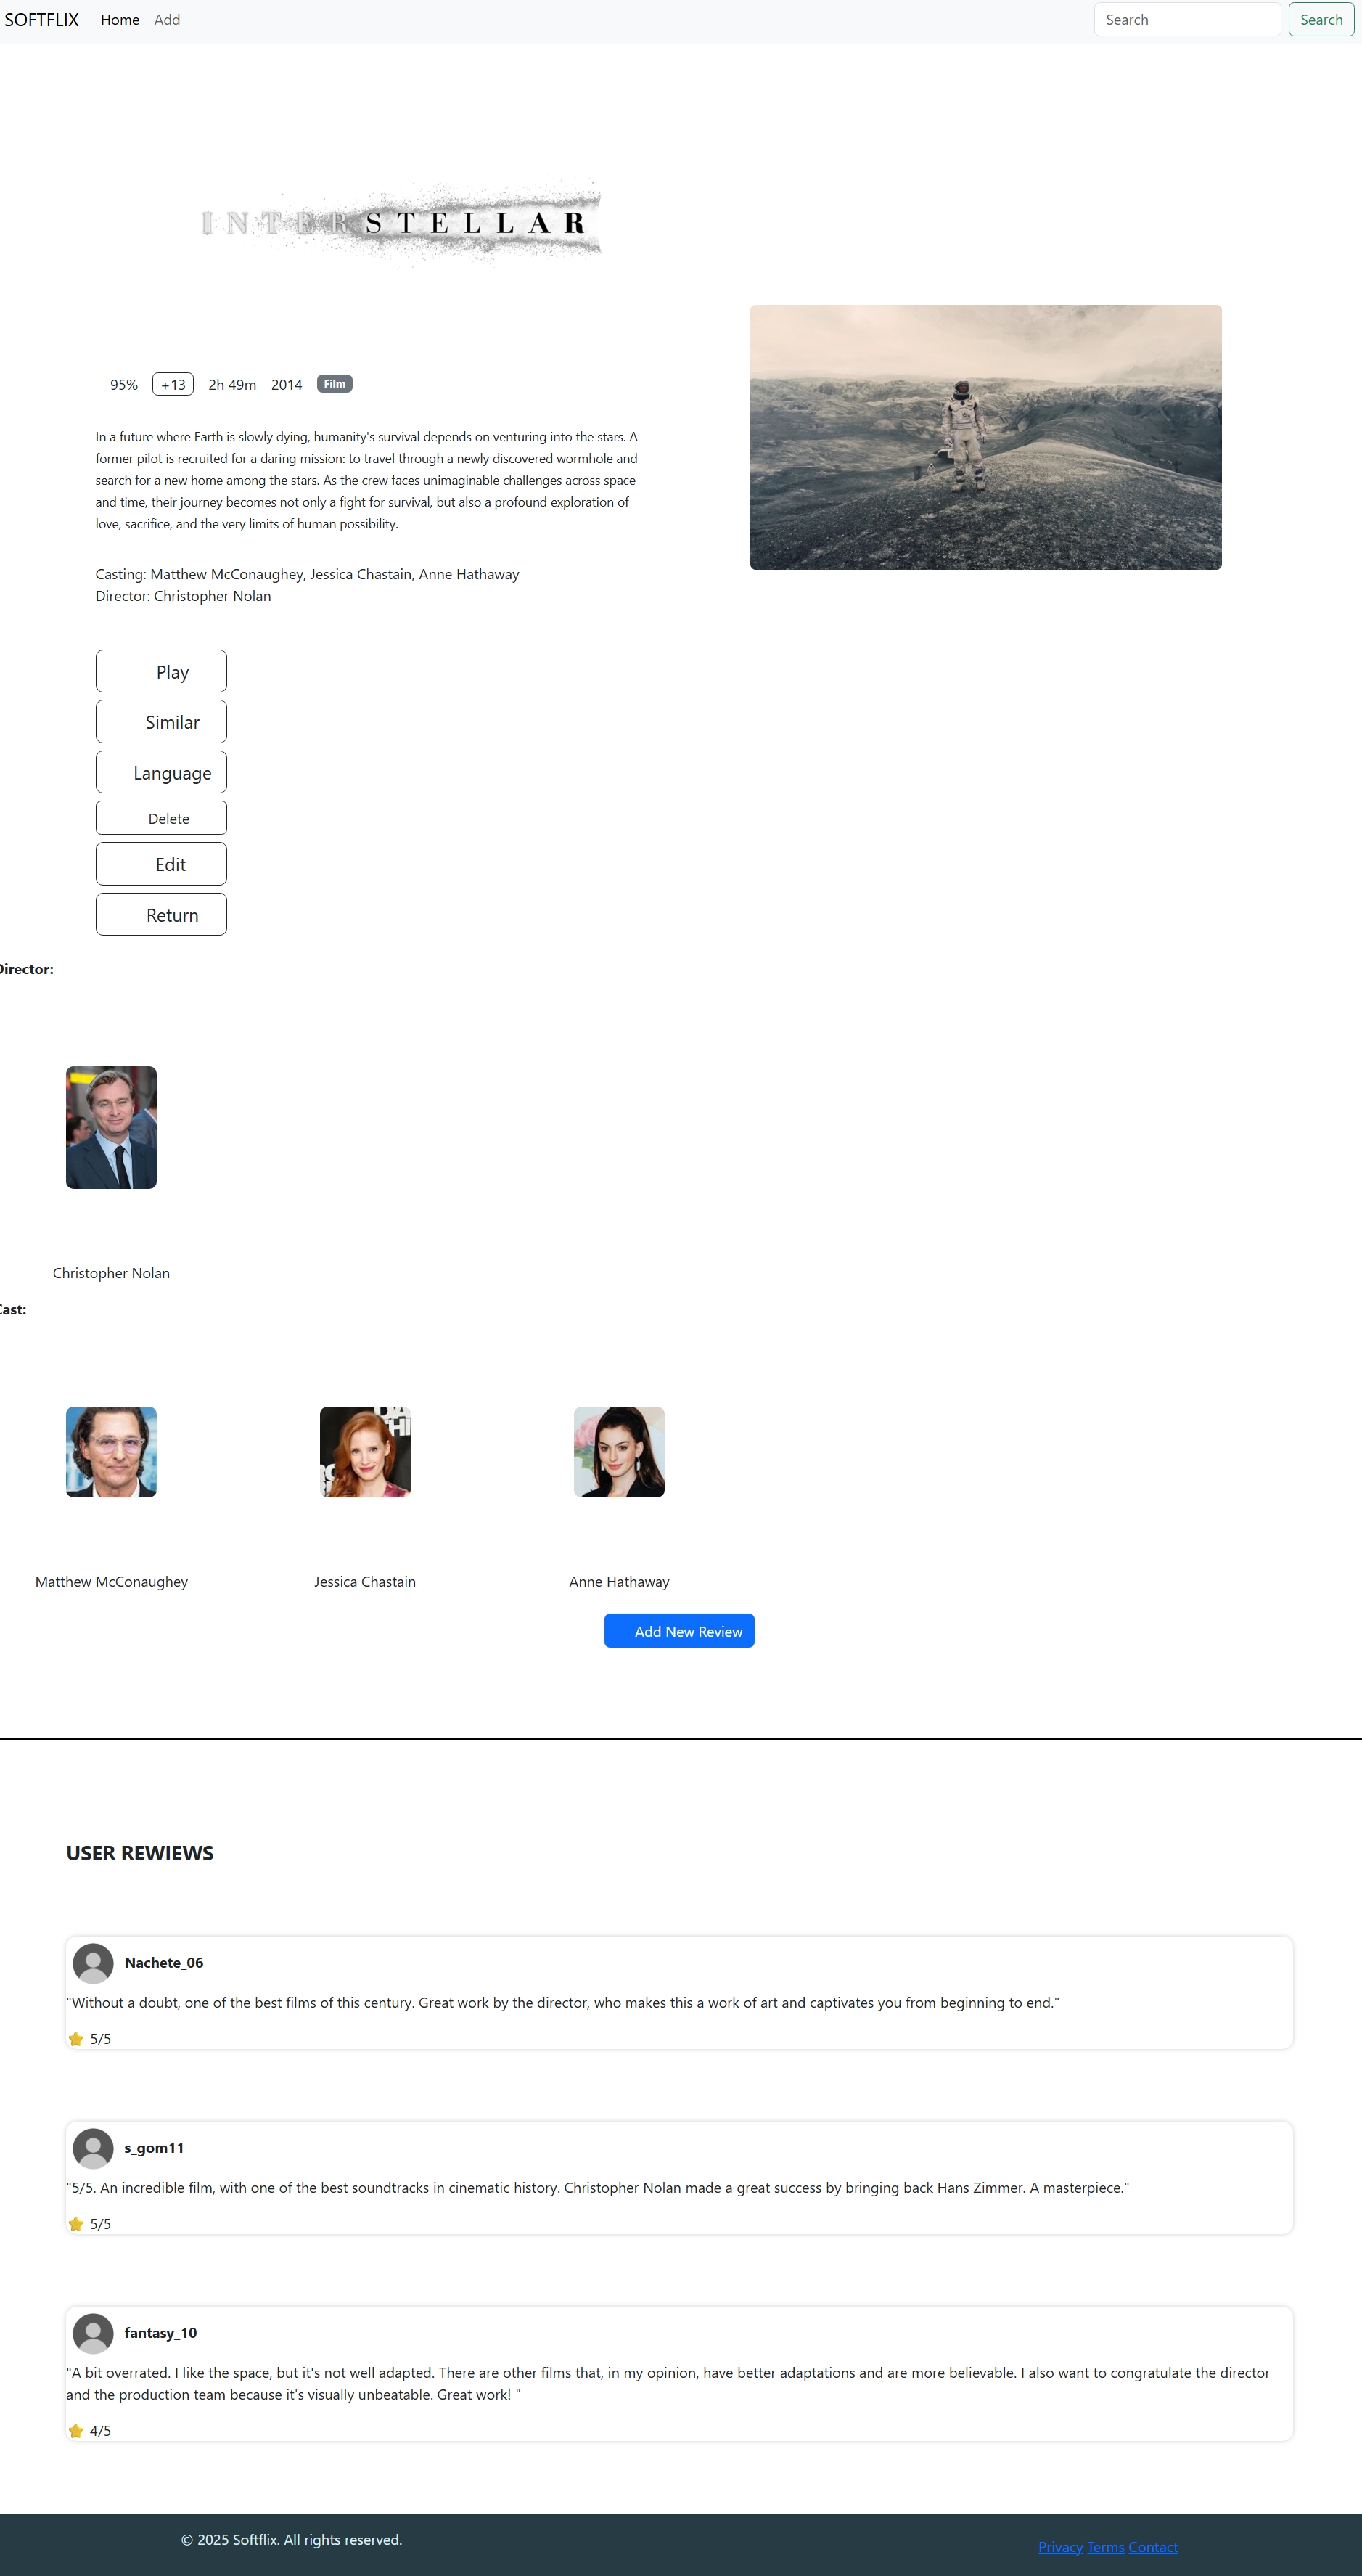 SOFTFLIX Home Add Search Search
INTERSTELLAR
95% +13 2h 49m 2014 Film
In a future where Earth is slowly dying, humanity's survival depends on venturing into the stars. A
former pilot is recruited for a daring mission: to travel through a newly discovered wormhole and
search for a new home among the stars. As the crew faces unimaginable challenges across space
and time, their journey becomes not only a fight for survival, but also a profound exploration of
love, sacrifice, and the very limits of human possibility.
Casting: Matthew McConaughey, Jessica Chastain, Anne Hathaway
Director: Christopher Nolan
Play
Similar
Language
Delete
Edit
Return
Director:
Christopher Nolan
Cast:
Matthew McConaughey Jessica Chastain Anne Hathaway
Add New Review
USER REWIEWS
Nachete_06
"Without a doubt, one of the best films of this century. Great work by the director, who makes this a work of art and captivates you from beginning to end."
5/5
s_gom11
"5/5. An incredible film, with one of the best soundtracks in cinematic history. Christopher Nolan made a great success by bringing back Hans Zimmer. A masterpiece."
5/5
fantasy_10
"A bit overrated. I like the space, but it's not well adapted. There are other films that, in my opinion, have better adaptations and are more believable. I also want to congratulate the director
and the production team because it's visually unbeatable. Great work! "
4/5
© 2025 Softflix. All rights reserved.
Privacy Terms Contact